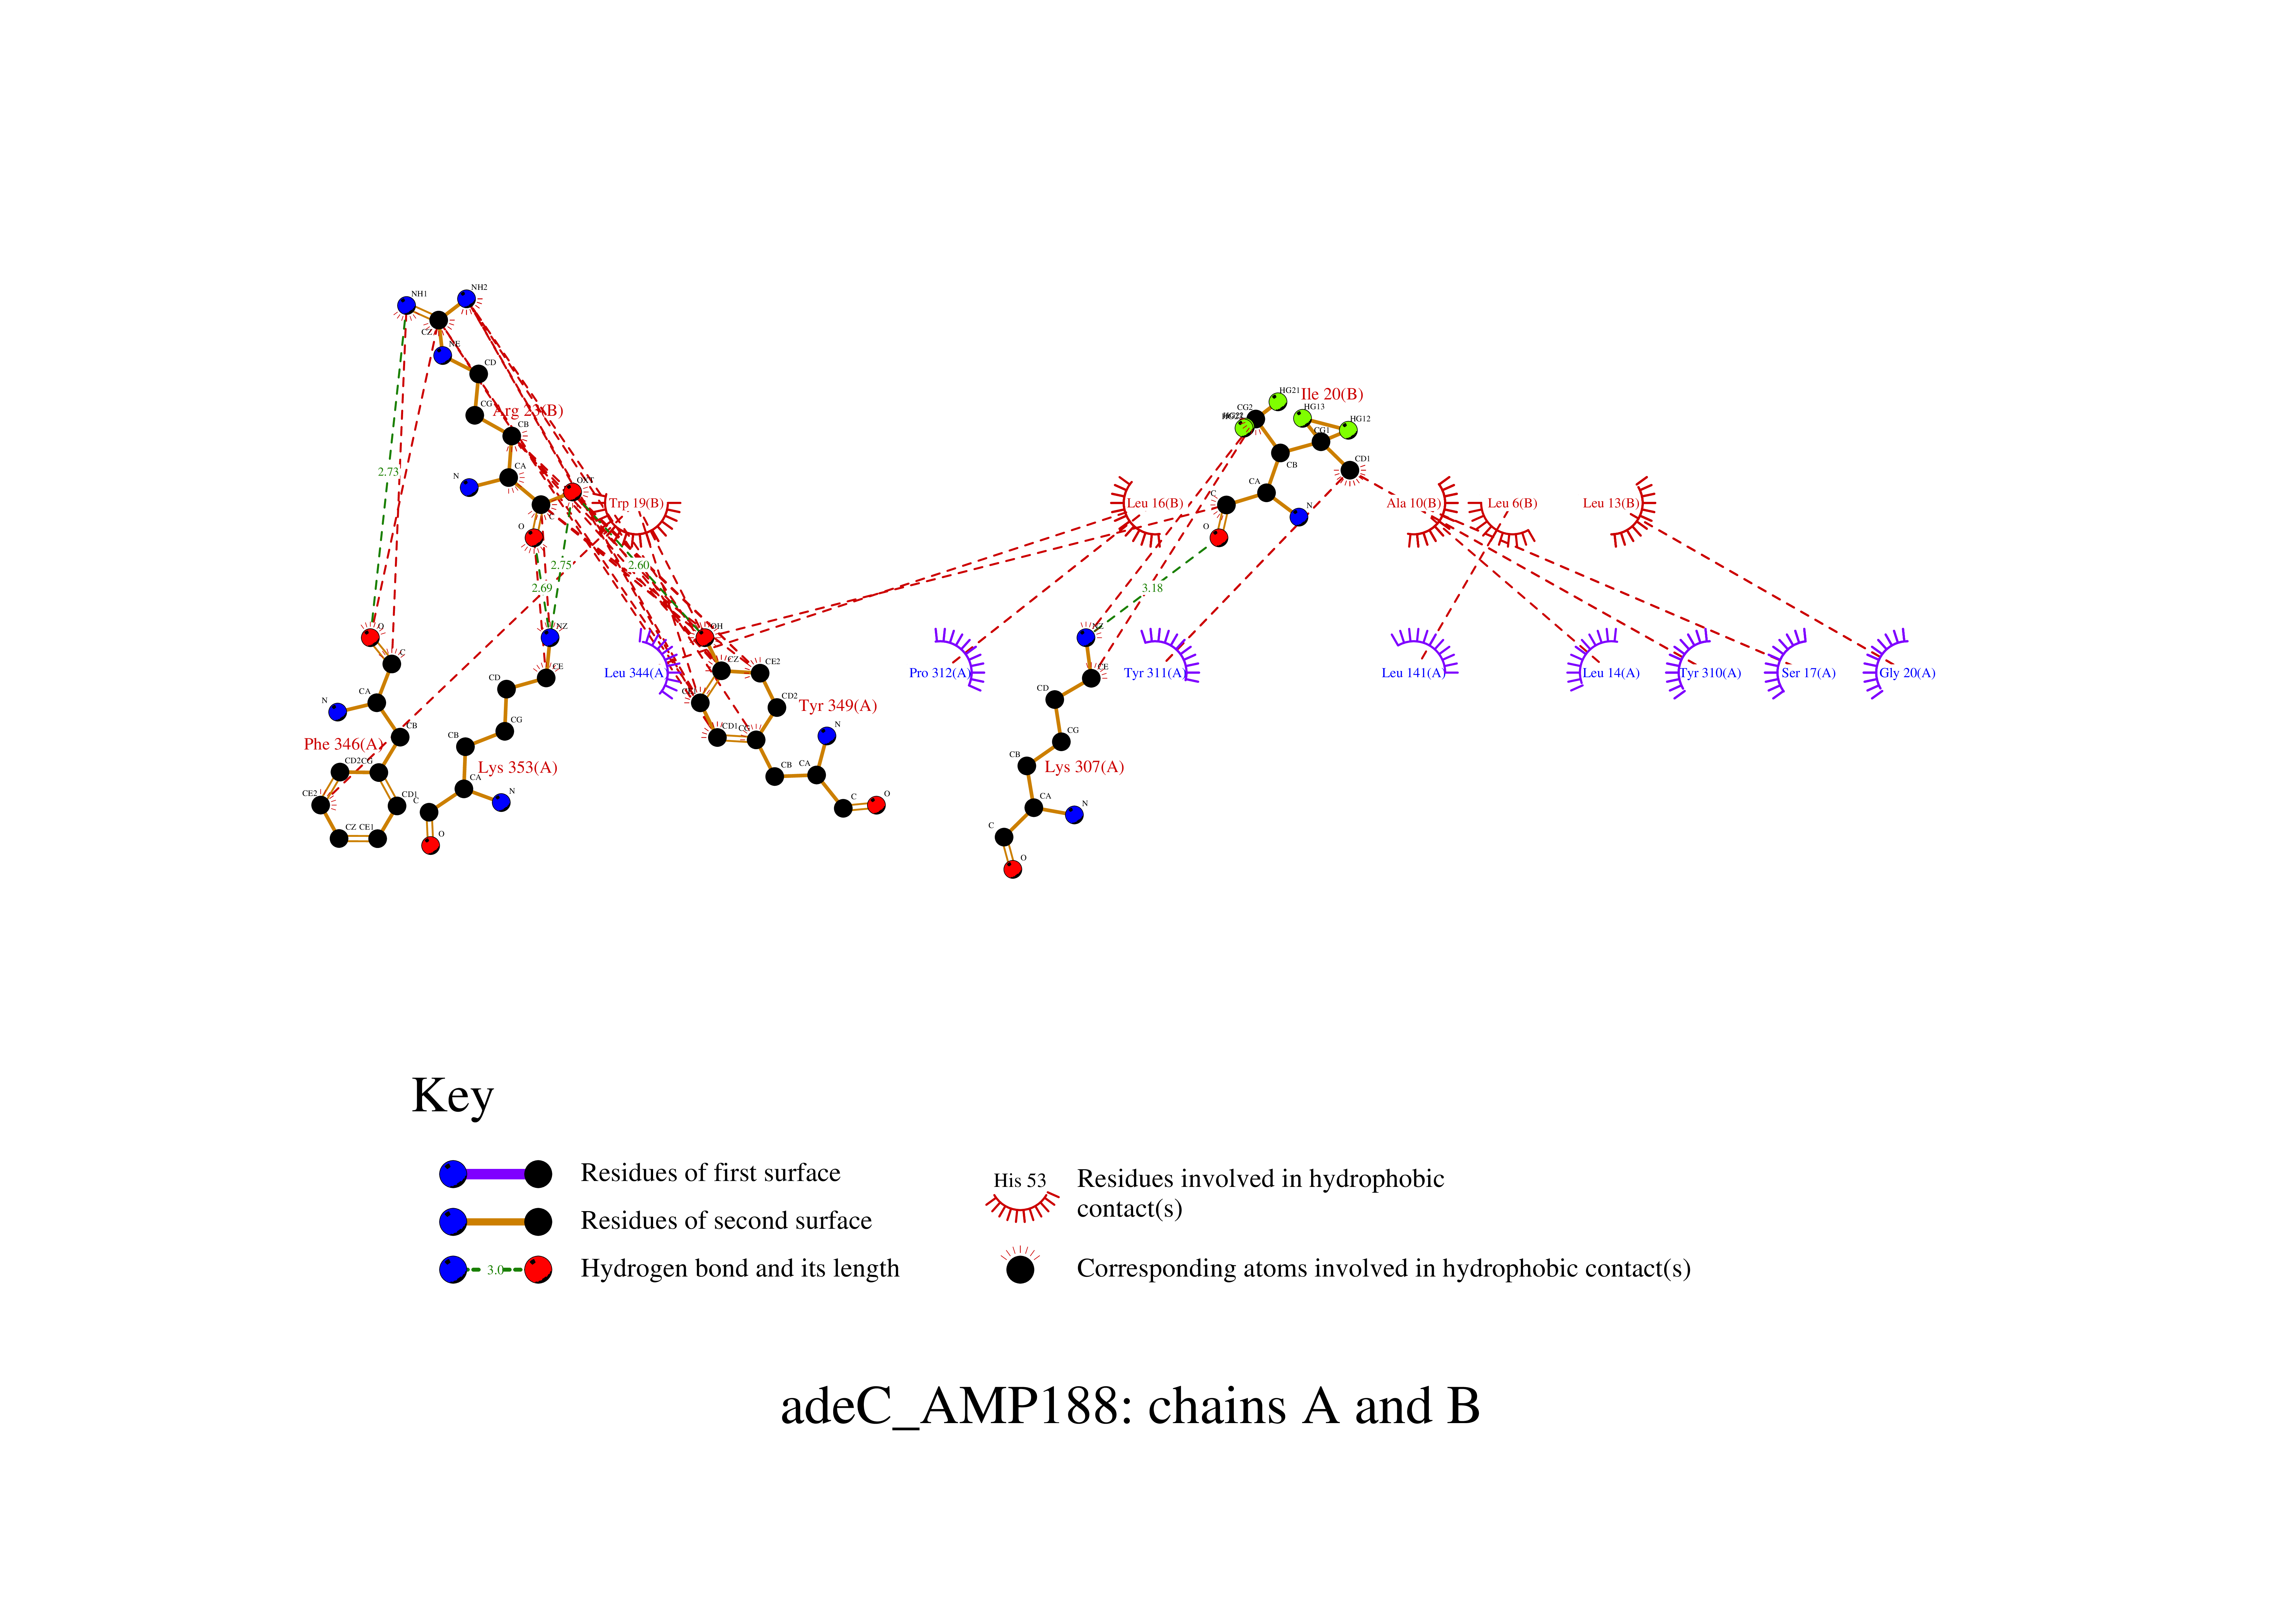 NH1
NH2
CZ
NE
CD
CG
Arg 23(B)
CB
CA
N
OXT
C
O
Trp 19(B)
HG21
Ile 20(B)
CG2
HG13
HG12
CG1
CB
CD1
CA
C
N
O
Leu 16(B)
Ala 10(B)
Leu 6(B)
Leu 13(B)
2.73
2.75
2.69
2.60
3.18
O
C
CA
N
CB
Phe 346(A)
CD2
CG
CE2
CD1
CZ
CE1
NZ
CE
CD
CG
CB
Lys 353(A)
CA
N
C
O
Leu 344(A)
OH
CZ
CE2
CD2
Tyr 349(A)
CD1
N
CB
CA
C
O
Pro 312(A)
NZ
CE
CD
CG
CB
Lys 307(A)
CA
N
C
O
Tyr 311(A)
Leu 141(A)
Leu 14(A)
Tyr 310(A)
Ser 17(A)
Gly 20(A)
Key
Residues of first surface
Residues of second surface
3.0
Hydrogen bond and its length
His 53
Residues involved in hydrophobic
contact(s)
Corresponding atoms involved in hydrophobic contact(s)
adeC_AMP188: chains A and B